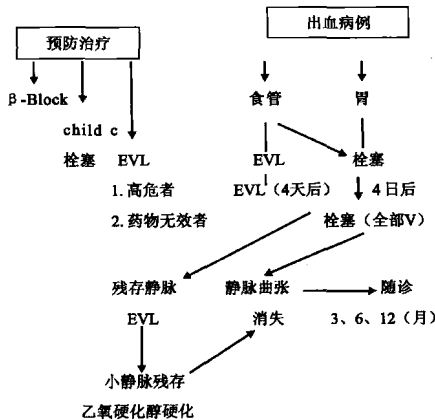 预防治疗
出血病例
β-Block
食管
胃
child c
栓塞 EVL
EVL
栓塞
1. 高危者
EVL（4天后）
4日后
2. 药物无效者
栓塞（全部V）
残存静脉
静脉曲张
随诊
EVL
消失
3、6、12（月）
小静脉残存
乙氧硬化醇硬化